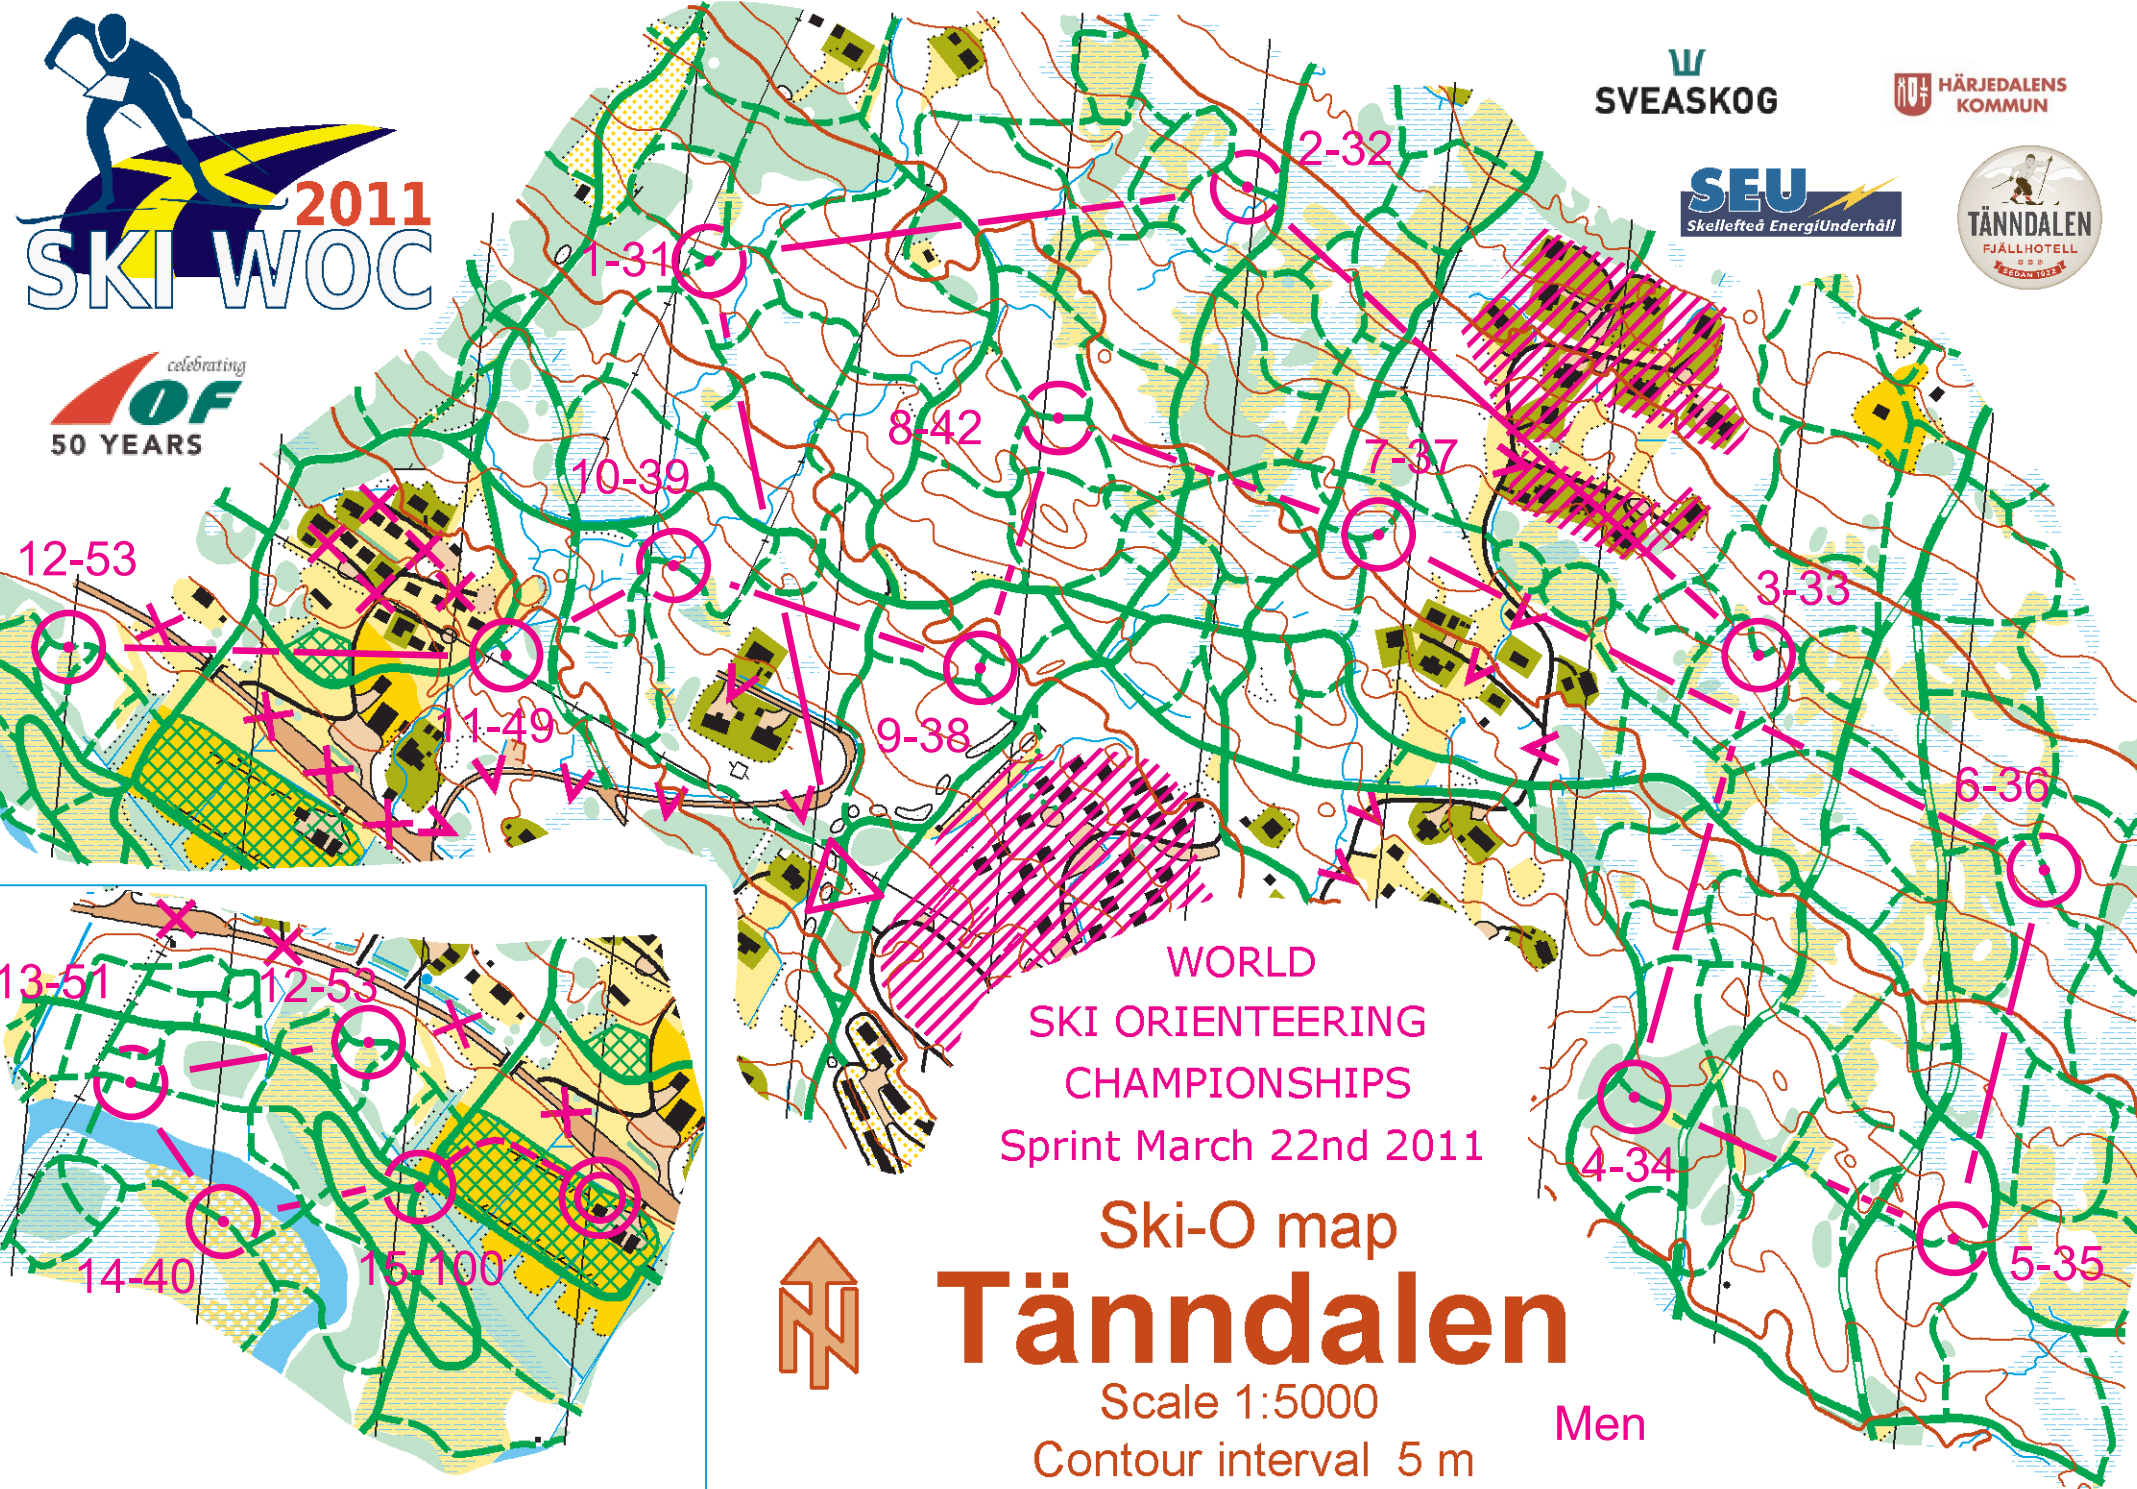 2011
SKI WOC
celebrating
IOF
50 YEARS
SVEASKOG
HÄRJEDALENS
KOMMUN
SEU
Skellefteå EnergiUnderhåll
TÄNNDALEN
FJÄLLHOTELL
SEDAN 1922
2-32
1-31
8-42
7-37
10-39
12-53
3-33
11-49
9-38
6-36
13-51
12-53
4-34
5-35
14-40
15-100
WORLD
SKI ORIENTEERING
CHAMPIONSHIPS
Sprint March 22nd 2011
Ski-O map
Tänndalen
Scale 1:5000
Contour interval 5 m
Men